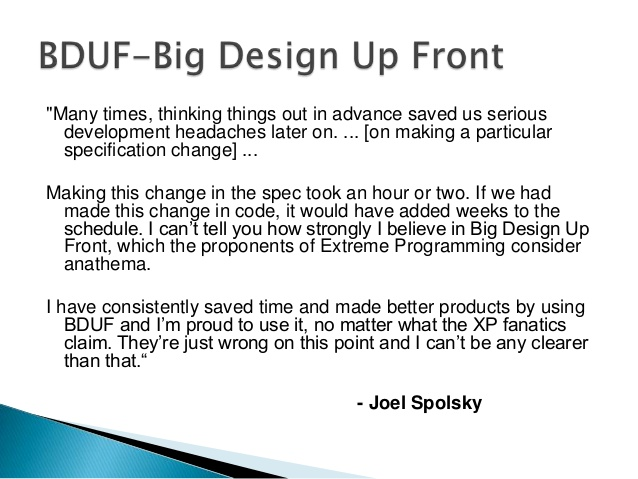 BDUF-Big Design Up Front
"Many times, thinking things out in advance saved us serious
development headaches later on. ... [on making a particular
specification change] ...
Making this change in the spec took an hour or two. If we had
made this change in code, it would have added weeks to the
schedule. I can’t tell you how strongly I believe in Big Design Up
Front, which the proponents of Extreme Programming consider
anathema.
I have consistently saved time and made better products by using
BDUF and I’m proud to use it, no matter what the XP fanatics
claim. They’re just wrong on this point and I can’t be any clearer
than that.“
- Joel Spolsky